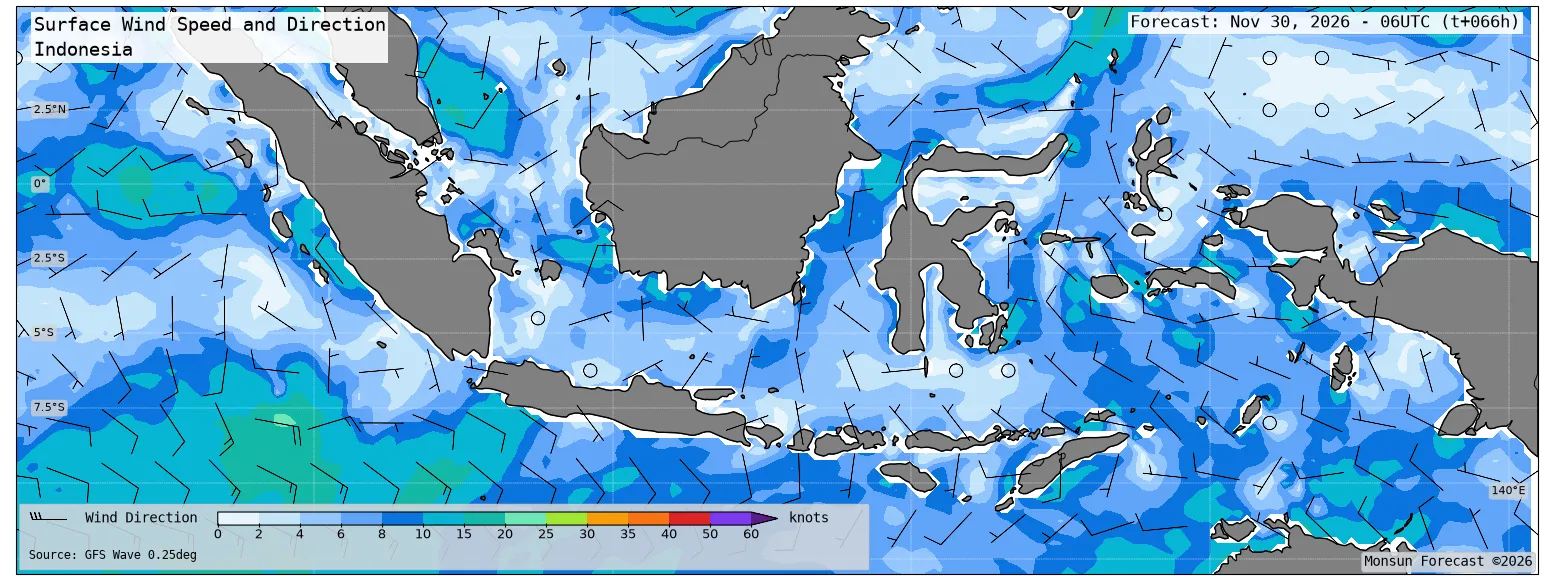 Surface Wind Speed and Direction
Indonesia
Forecast: Nov 30, 2026 - 06UTC (t+066h)
2.5°N
0°
2.5°S
5°S
7.5°S
140°E
Wind Direction
0 2 4 6 8 10 15 20 25 30 35 40 50 60
knots
Source: GFS Wave 0.25deg
Monsun Forecast ©2026